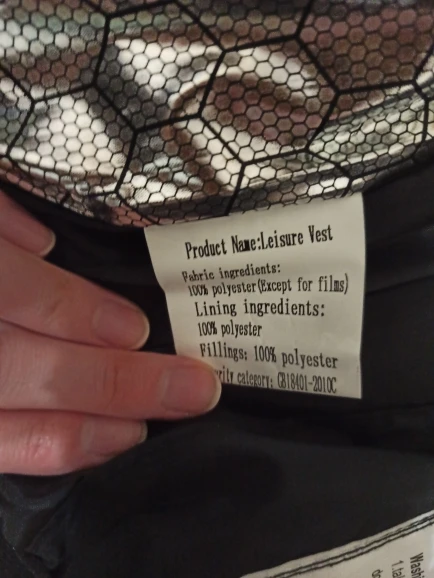 Product Name:Leisure Vest
Fabric ingredients:
100% polyester(Except for films)
Lining ingredients:
100% polyester
Fillings: 100% polyester
category: GB18401-2010C